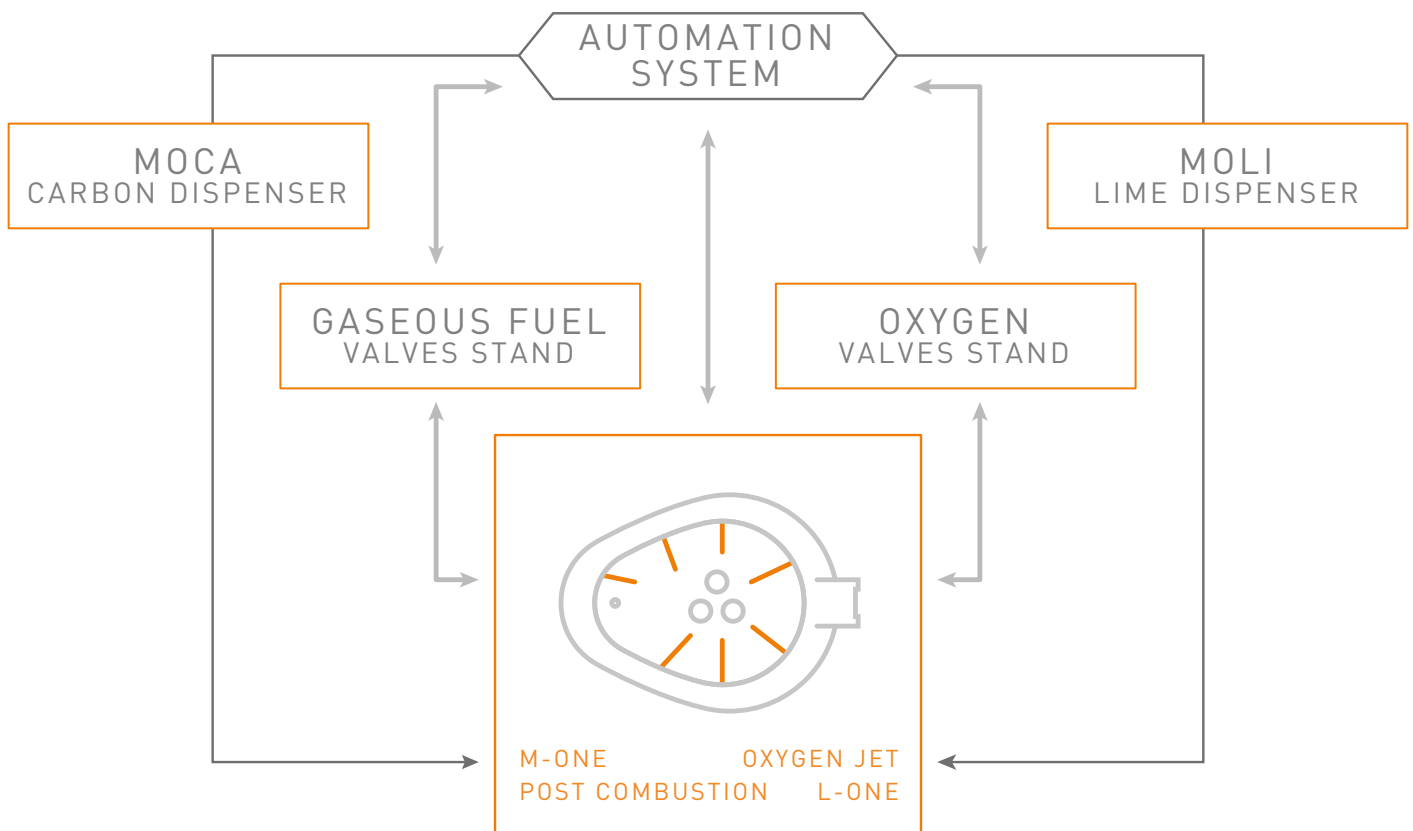 AUTOMATION
SYSTEM
MOCA
CARBON DISPENSER
MOLI
LIME DISPENSER
GASEOUS FUEL
VALVES STAND
OXYGEN
VALVES STAND
M-ONE
OXYGEN JET
POST COMBUSTION
L-ONE